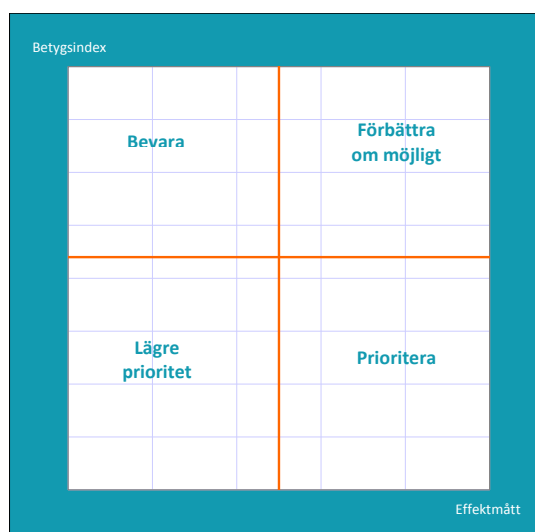 Betygsindex
Bevara
Förbättra
om möjligt
Lägre
prioritet
Prioritera
Effektmått